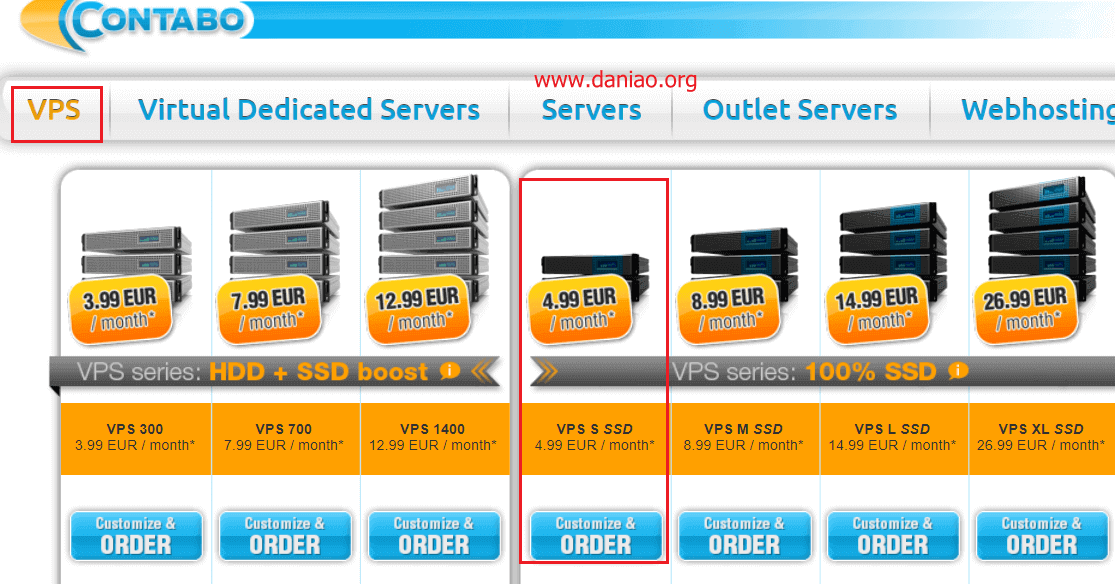 CONTABO
www.daniao.org
VPS
Virtual Dedicated Servers
Servers
Outlet Servers
Webhosting
3.99 EUR
/ month*
7.99 EUR
/ month*
12.99 EUR
/ month*
4.99 EUR
/ month*
8.99 EUR
/ month*
14.99 EUR
/ month*
26.99 EUR
/ month*
VPS series: HDD + SSD boost
VPS series: 100% SSD
VPS 300
3.99 EUR / month*
VPS 700
7.99 EUR / month*
VPS 1400
12.99 EUR / month*
VPS S SSD
4.99 EUR / month*
VPS M SSD
8.99 EUR / month*
VPS L SSD
14.99 EUR / month*
VPS XL SSD
26.99 EUR / month*
Customize &
ORDER
Customize &
ORDER
Customize &
ORDER
Customize &
ORDER
Customize &
ORDER
Customize &
ORDER
Customize &
ORDER